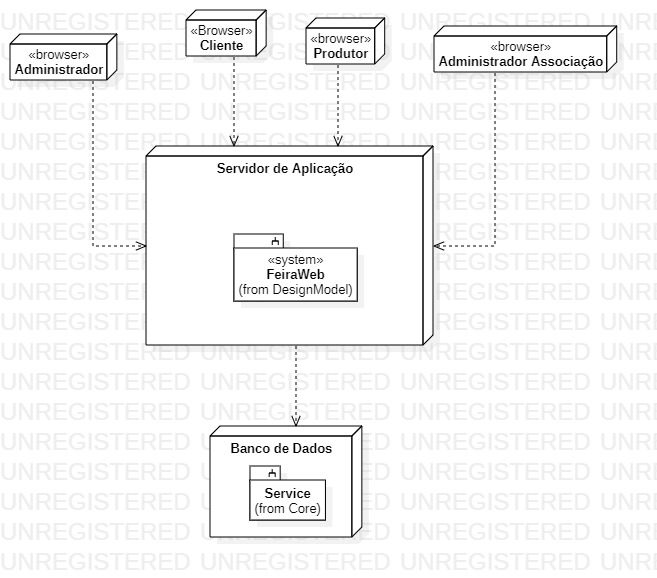 «browser»
Administrador
«Browser»
Cliente
«browser»
Produtor
«browser»
Administrador Associação
Servidor de Aplicação
«system»
FeiraWeb
(from DesignModel)
Banco de Dados
Service
(from Core)
UNREGISTERED